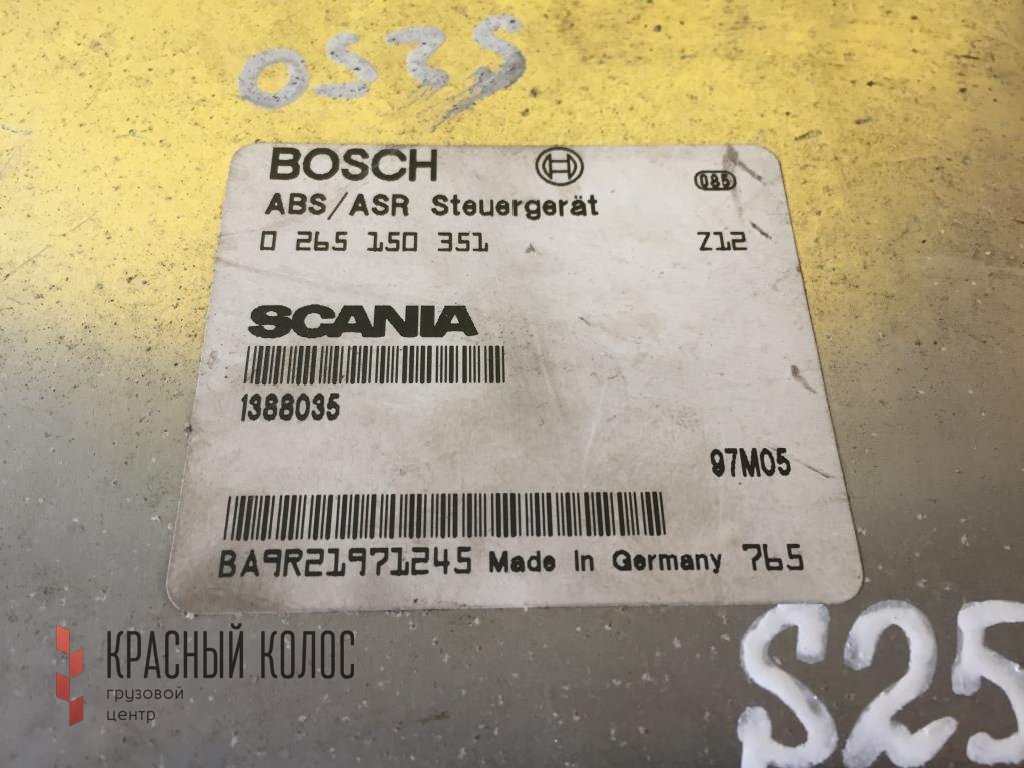 0525
BOSCH
085
ABS/ASR Steuergerät
0 265 150 351 Z12
SCANIA
1388035
97M05
BA9R21971245 Made in Germany 765
S25
КРАСНЫЙ КОЛОС
грузовой
центр